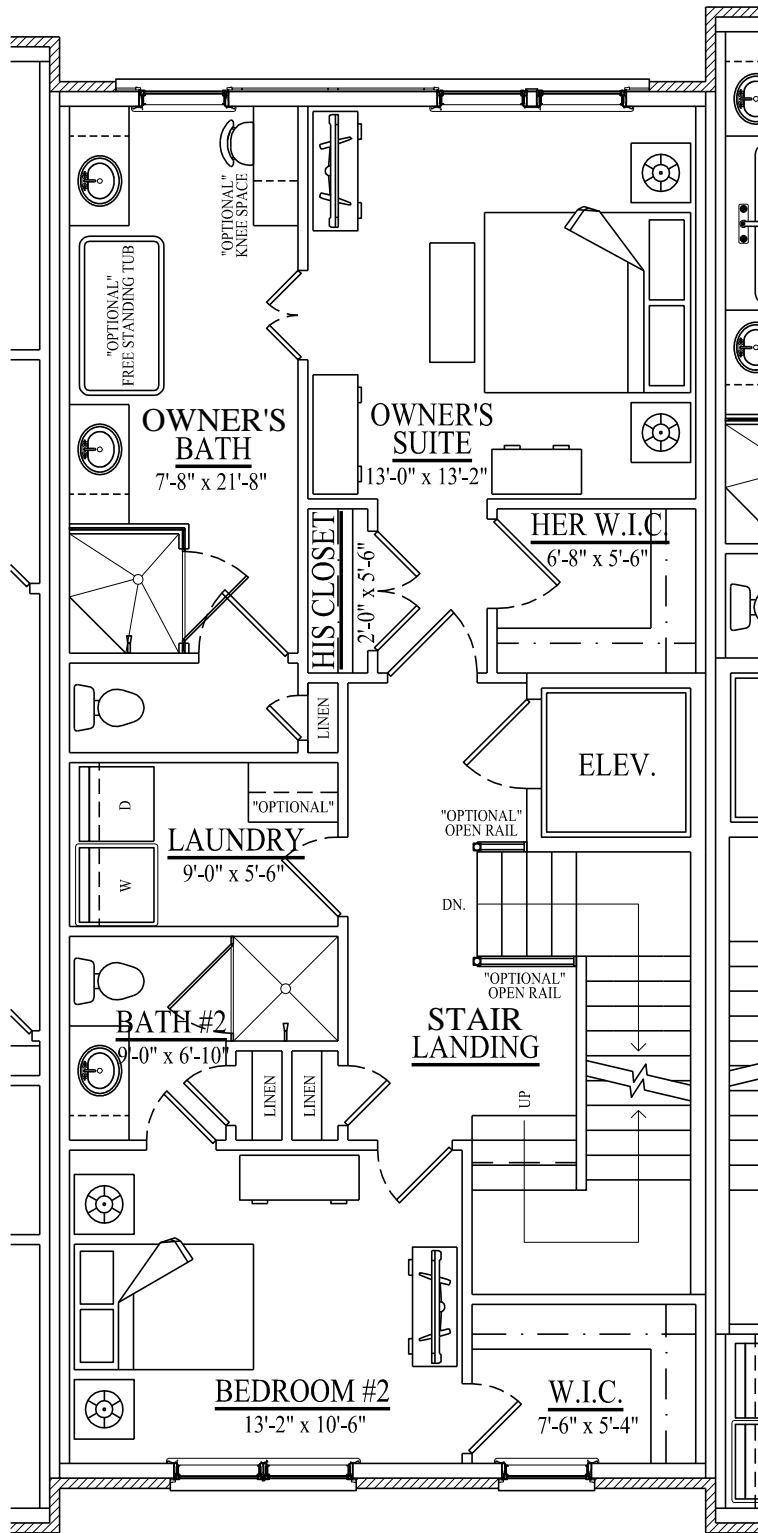 "OPTIONAL"
KNEE SPACE
"OPTIONAL"
FREE STANDING TUB
OWNER'S
BATH
7'-8" x 21'-8"
OWNER'S
SUITE
13'-0" x 13'-2"
HIS CLOSET
2'-0" x 5'-6"
HER W.I.C.
6'-8" x 5'-6"
LINEN
ELEV.
D
"OPTIONAL"
LAUNDRY
9'-0" x 5'-6"
W
"OPTIONAL"
OPEN RAIL
DN.
"OPTIONAL"
OPEN RAIL
BATH #2
9'-0" x 6'-10"
STAIR
LANDING
LINEN
LINEN
UP
BEDROOM #2
13'-2" x 10'-6"
W.I.C.
7'-6" x 5'-4"